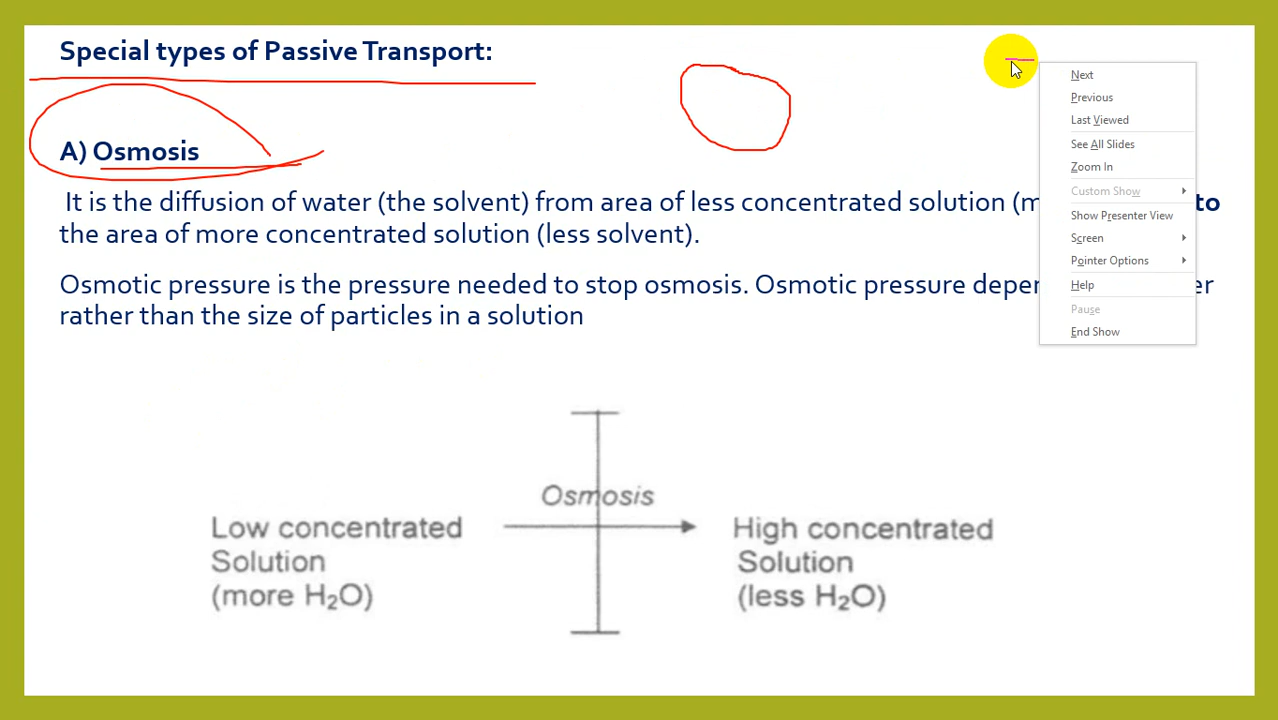 Special types of Passive Transport:
A) Osmosis
It is the diffusion of water (the solvent) from area of less concentrated solution (m to
the area of more concentrated solution (less solvent).
Osmotic pressure is the pressure needed to stop osmosis. Osmotic pressure depen er
rather than the size of particles in a solution
Next
Previous
Last Viewed
See All Slides
Zoom In
Custom Show
Show Presenter View
Screen
Pointer Options
Help
Pause
End Show
Osmosis
Low concentrated
Solution
(more H₂O)
High concentrated
Solution
(less H₂O)